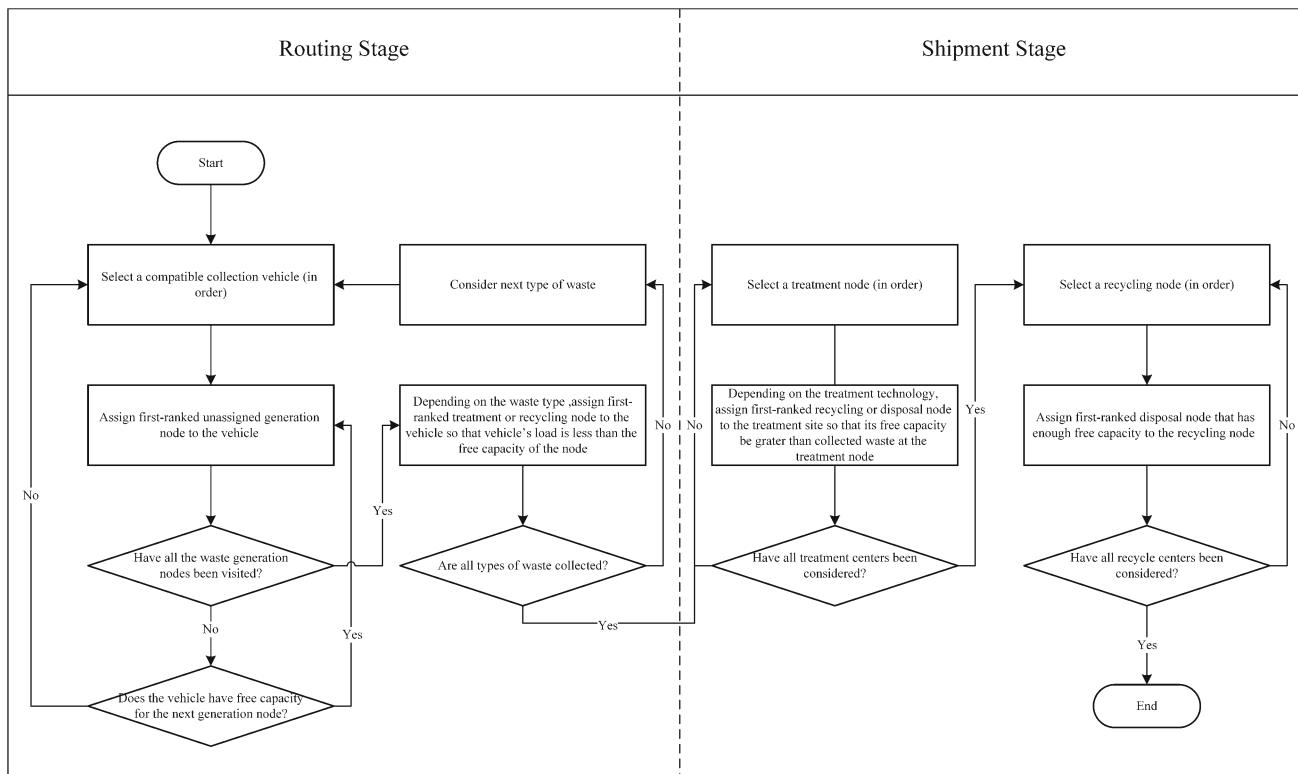 Routing Stage
Shipment Stage
Start
Select a compatible collection vehicle (in
order)
Consider next type of waste
Select a treatment node (in order)
Select a recycling node (in order)
Assign first-ranked unassigned generation
node to the vehicle
Depending on the waste type ,assign first-
ranked treatment or recycling node to the
vehicle so that vehicle's load is less than the
free capacity of the node
Depending on the treatment technology,
assign first-ranked recycling or disposal node
to the treatment site so that its free capacity
be grater than collected waste at the
treatment node
Assign first-ranked disposal node that has
enough free capacity to the recycling node
No
No
Yes
No
No
Yes
Have all the waste generation
nodes been visited?
Are all types of waste collected?
Have all treatment centers been
considered?
Have all recycle centers been
considered?
No
Yes
Yes
Yes
Does the vehicle have free capacity
for the next generation node?
End